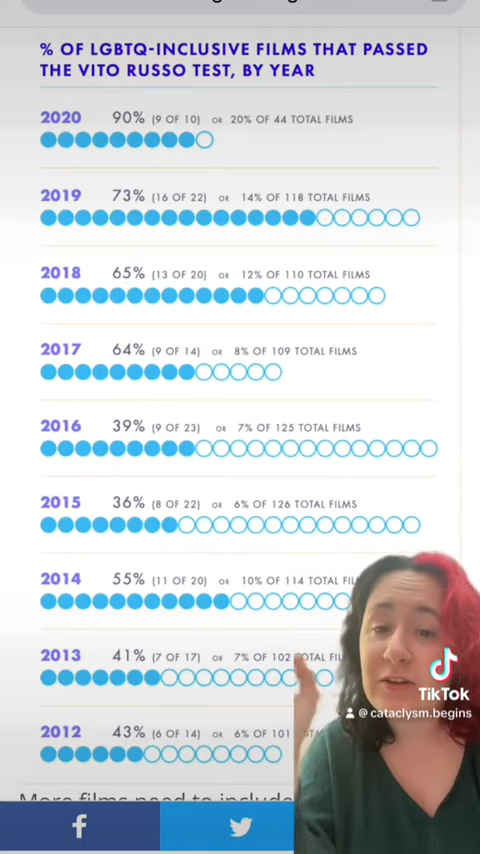 % OF LGBTQ-INCLUSIVE FILMS THAT PASSED
THE VITO RUSSO TEST, BY YEAR
2020 90% (9 OF 10) OR 20% OF 44 TOTAL FILMS
2019 73% (16 OF 22) OR 14% OF 118 TOTAL FILMS
2018 65% (13 OF 20) OR 12% OF 110 TOTAL FILMS
2017 64% (9 OF 14) OR 8% OF 109 TOTAL FILMS
2016 39% (9 OF 23) OR 7% OF 125 TOTAL FILMS
2015 36% (8 OF 22) OR 6% OF 126 TOTAL FILMS
2014 55% (11 OF 20) OR 10% OF 114 TOTAL
2013 41% (7 OF 17) OR 7% OF 102 TOTAL
2012 43% (6 OF 14) OR 6% OF 101
TikTok
@ cataclysm.begins
More films need to include